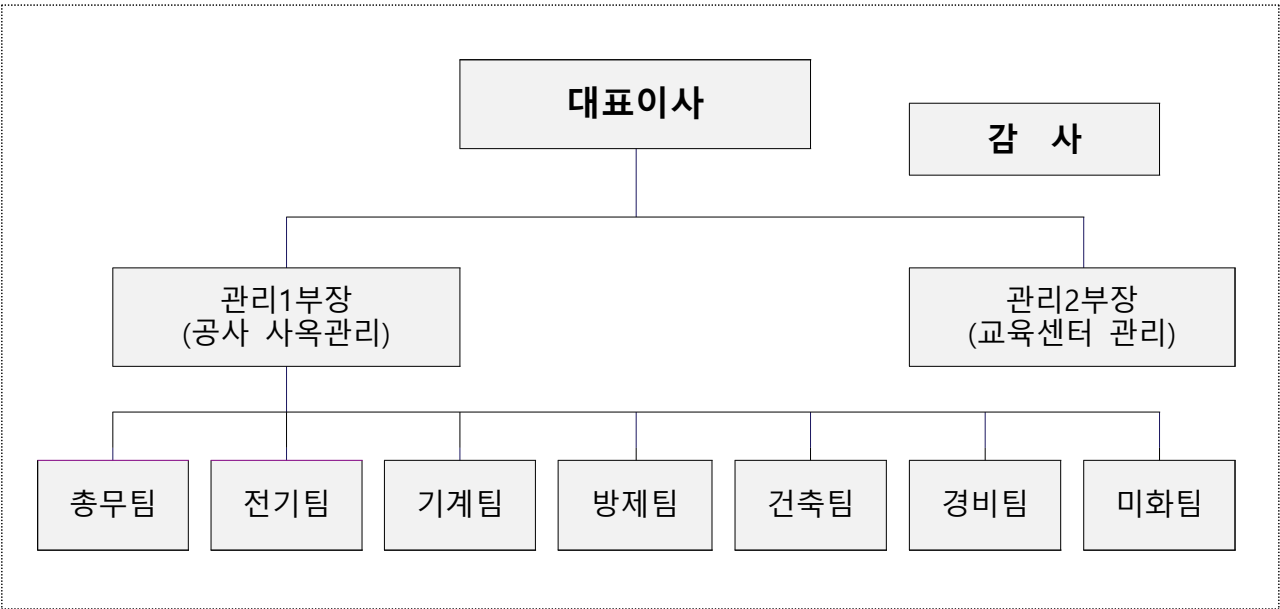 대표이사
감 사
관리1부장
(공사 사옥관리)
관리2부장
(교육센터 관리)
총무팀
전기팀
기계팀
방제팀
건축팀
경비팀
미화팀